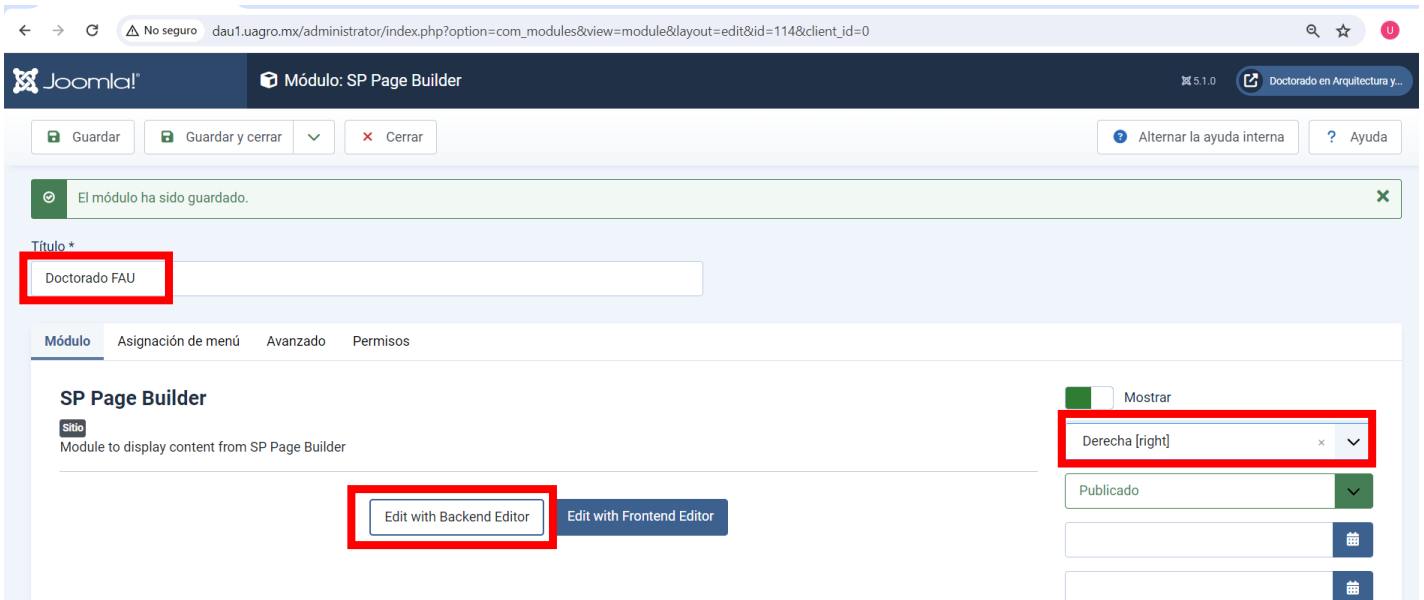 No seguro dau1.uagro.mx/administrator/index.php?option=com_modules&view=module&layout=edit&id=114&client_id=0 U
Joomla!® Módulo: SP Page Builder 5.1.0 Doctorado en Arquitectura y...
Guardar Guardar y cerrar Cerrar Alternar la ayuda interna ? Ayuda
El módulo ha sido guardado.
Título *
Doctorado FAU
Módulo Asignación de menú Avanzado Permisos
SP Page Builder
Sitio
Module to display content from SP Page Builder
Edit with Backend Editor Edit with Frontend Editor
Mostrar
Derecha [right] ×
Publicado